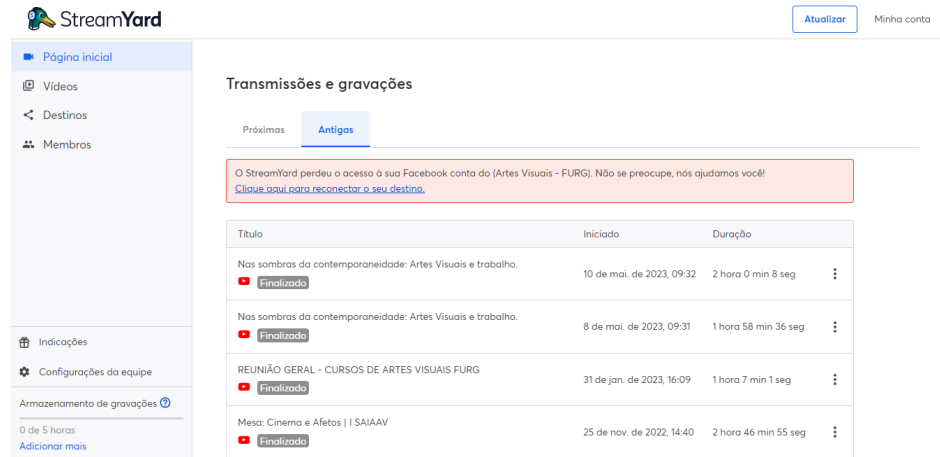 StreamYard
Atualizar
Minha conta
Página inicial
Vídeos
Destinos
Membros
Indicações
Configurações da equipe
Armazenamento de gravações ?
0 de 5 horas
Adicionar mais
Transmissões e gravações
Próximas Antigas
O StreamYard perdeu o acesso à sua Facebook conta do (Artes Visuais - FURG). Não se preocupe, nós ajudamos você!
Clique aqui para reconectar o seu destino.
Título Iniciado Duração
Nas sombras da contemporaneidade: Artes Visuais e trabalho.
Finalizado
10 de mai. de 2023, 09:32 2 hora 0 min 8 seg
Nas sombras da contemporaneidade: Artes Visuais e trabalho.
Finalizado
8 de mai. de 2023, 09:31 1 hora 58 min 36 seg
REUNIÃO GERAL - CURSOS DE ARTES VISUAIS FURG
Finalizado
31 de jan. de 2023, 16:09 1 hora 7 min 1 seg
Mesa: Cinema e Afetos | I SAIAAV
Finalizado
25 de nov. de 2022, 14:40 2 hora 46 min 55 seg